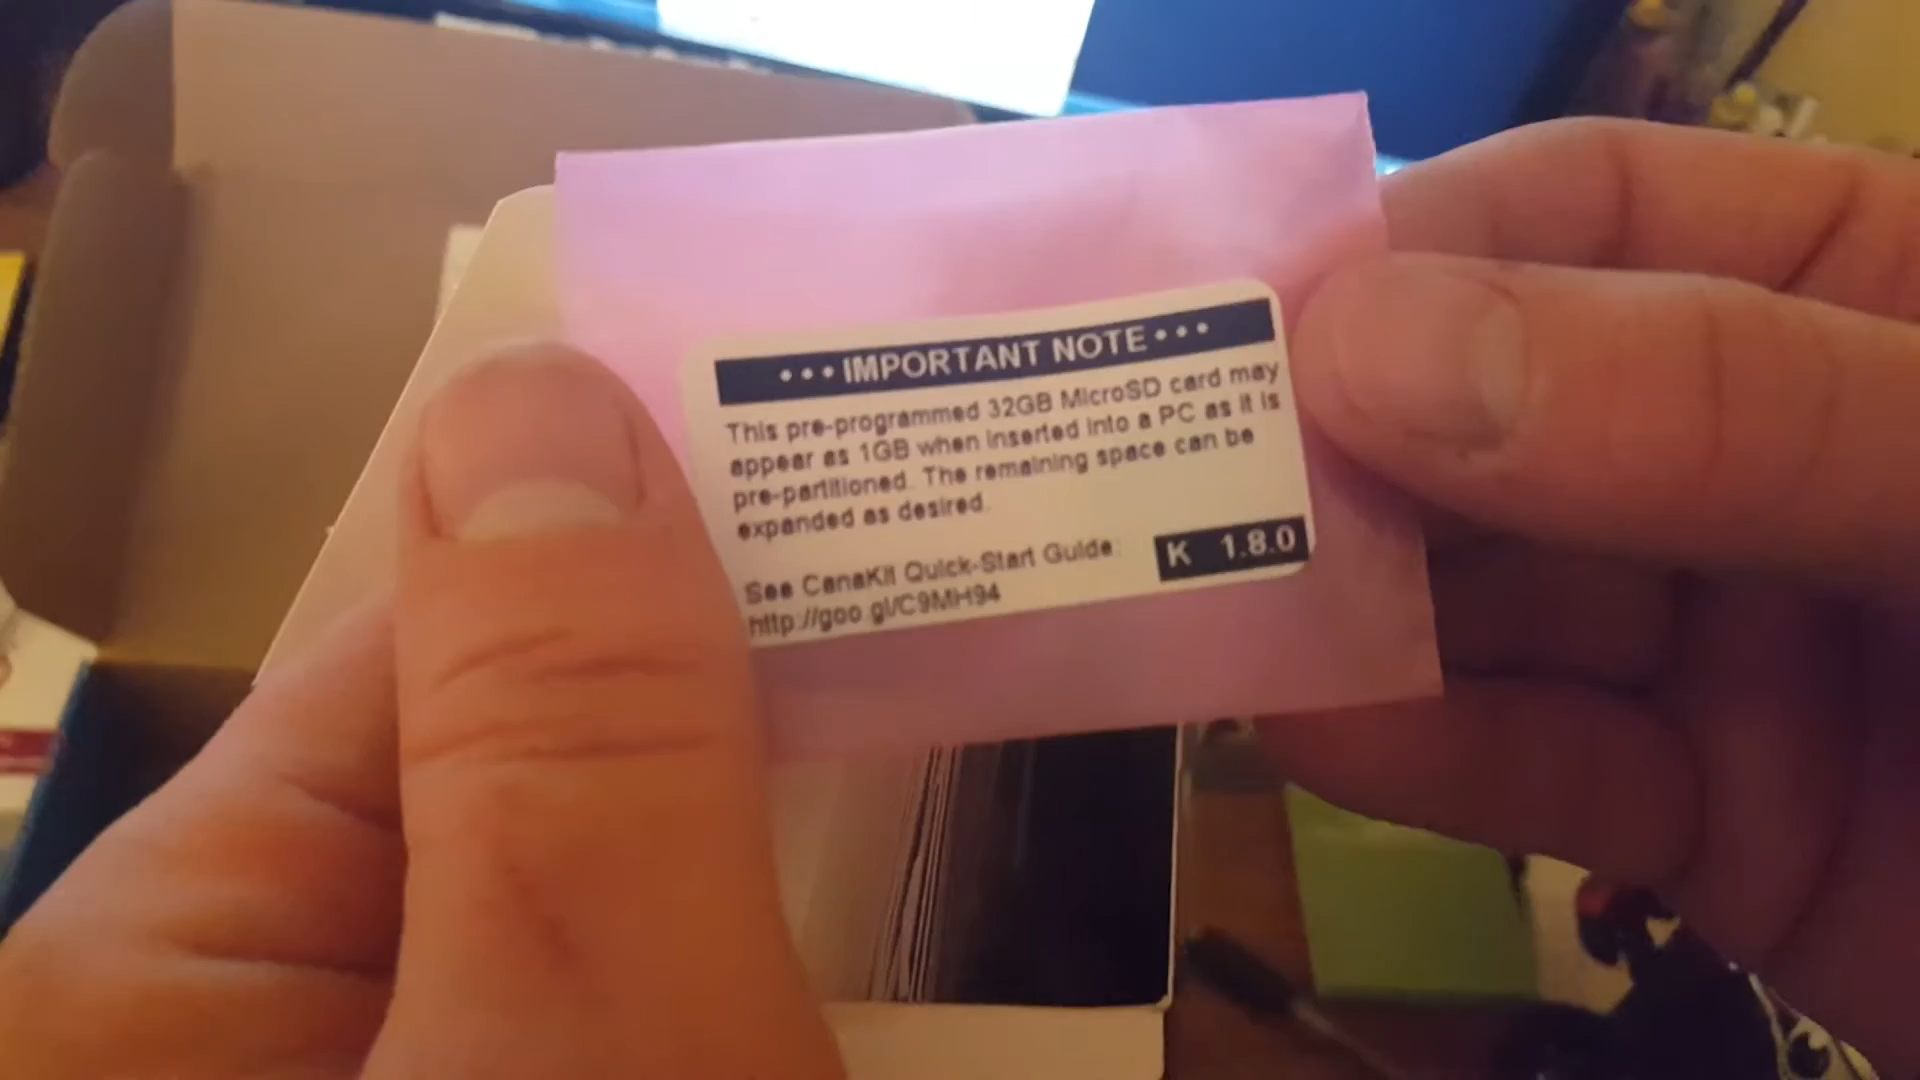 ••• IMPORTANT NOTE •••
This pre-programmed 32GB MicroSD card may
appear as 1GB when inserted into a PC as it is
pre-partitioned. The remaining space can be
expanded as desired.
See CanaKit Quick-Start Guide:
http://goo.gl/C9MH94
K 1.8.0